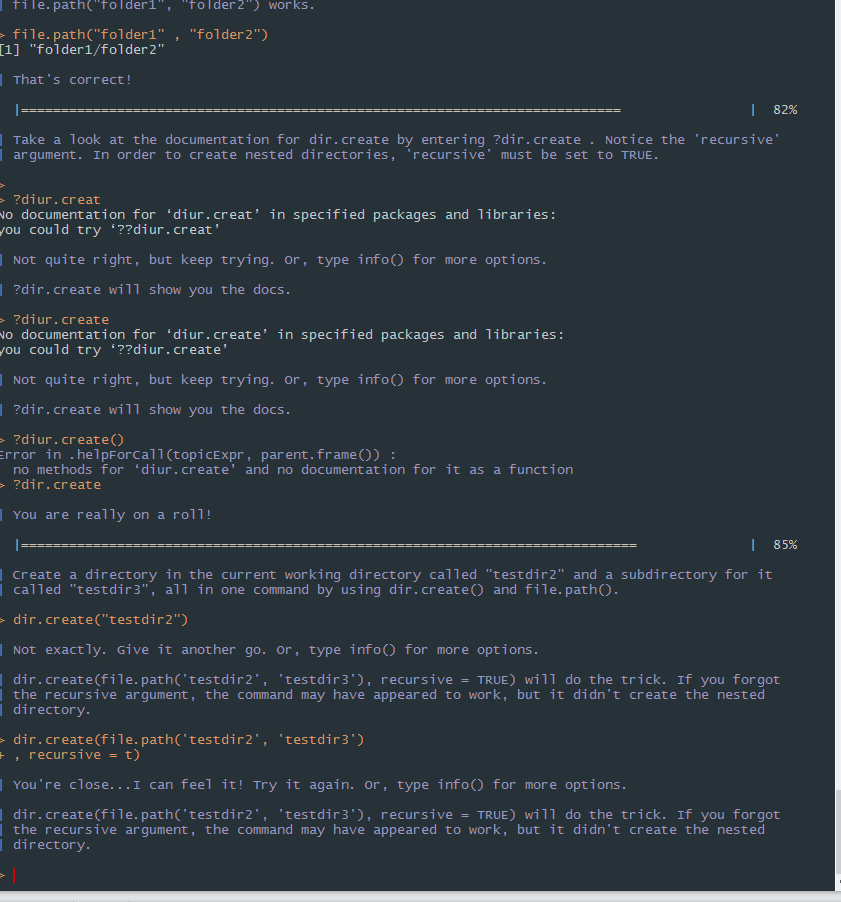 | file.path("folder1", "folder2") works.
> file.path("folder1" , "folder2")
[1] "folder1/folder2"
| That's correct!
|=========================================================================== | 82%
| Take a look at the documentation for dir.create by entering ?dir.create . Notice the 'recursive'
| argument. In order to create nested directories, 'recursive' must be set to TRUE.
>
> ?diur.creat
No documentation for ‘diur.creat’ in specified packages and libraries:
you could try ‘??diur.creat’
| Not quite right, but keep trying. Or, type info() for more options.
| ?dir.create will show you the docs.
> ?diur.create
No documentation for ‘diur.create’ in specified packages and libraries:
you could try ‘??diur.create’
| Not quite right, but keep trying. Or, type info() for more options.
| ?dir.create will show you the docs.
> ?diur.create()
Error in .helpForCall(topicExpr, parent.frame()) :
no methods for ‘diur.create’ and no documentation for it as a function
> ?dir.create
| You are really on a roll!
|============================================================================= | 85%
| Create a directory in the current working directory called "testdir2" and a subdirectory for it
| called "testdir3", all in one command by using dir.create() and file.path().
> dir.create("testdir2")
| Not exactly. Give it another go. Or, type info() for more options.
| dir.create(file.path('testdir2', 'testdir3'), recursive = TRUE) will do the trick. If you forgot
| the recursive argument, the command may have appeared to work, but it didn't create the nested
| directory.
> dir.create(file.path('testdir2', 'testdir3')
+ , recursive = t)
| You're close...I can feel it! Try it again. Or, type info() for more options.
| dir.create(file.path('testdir2', 'testdir3'), recursive = TRUE) will do the trick. If you forgot
| the recursive argument, the command may have appeared to work, but it didn't create the nested
| directory.
>